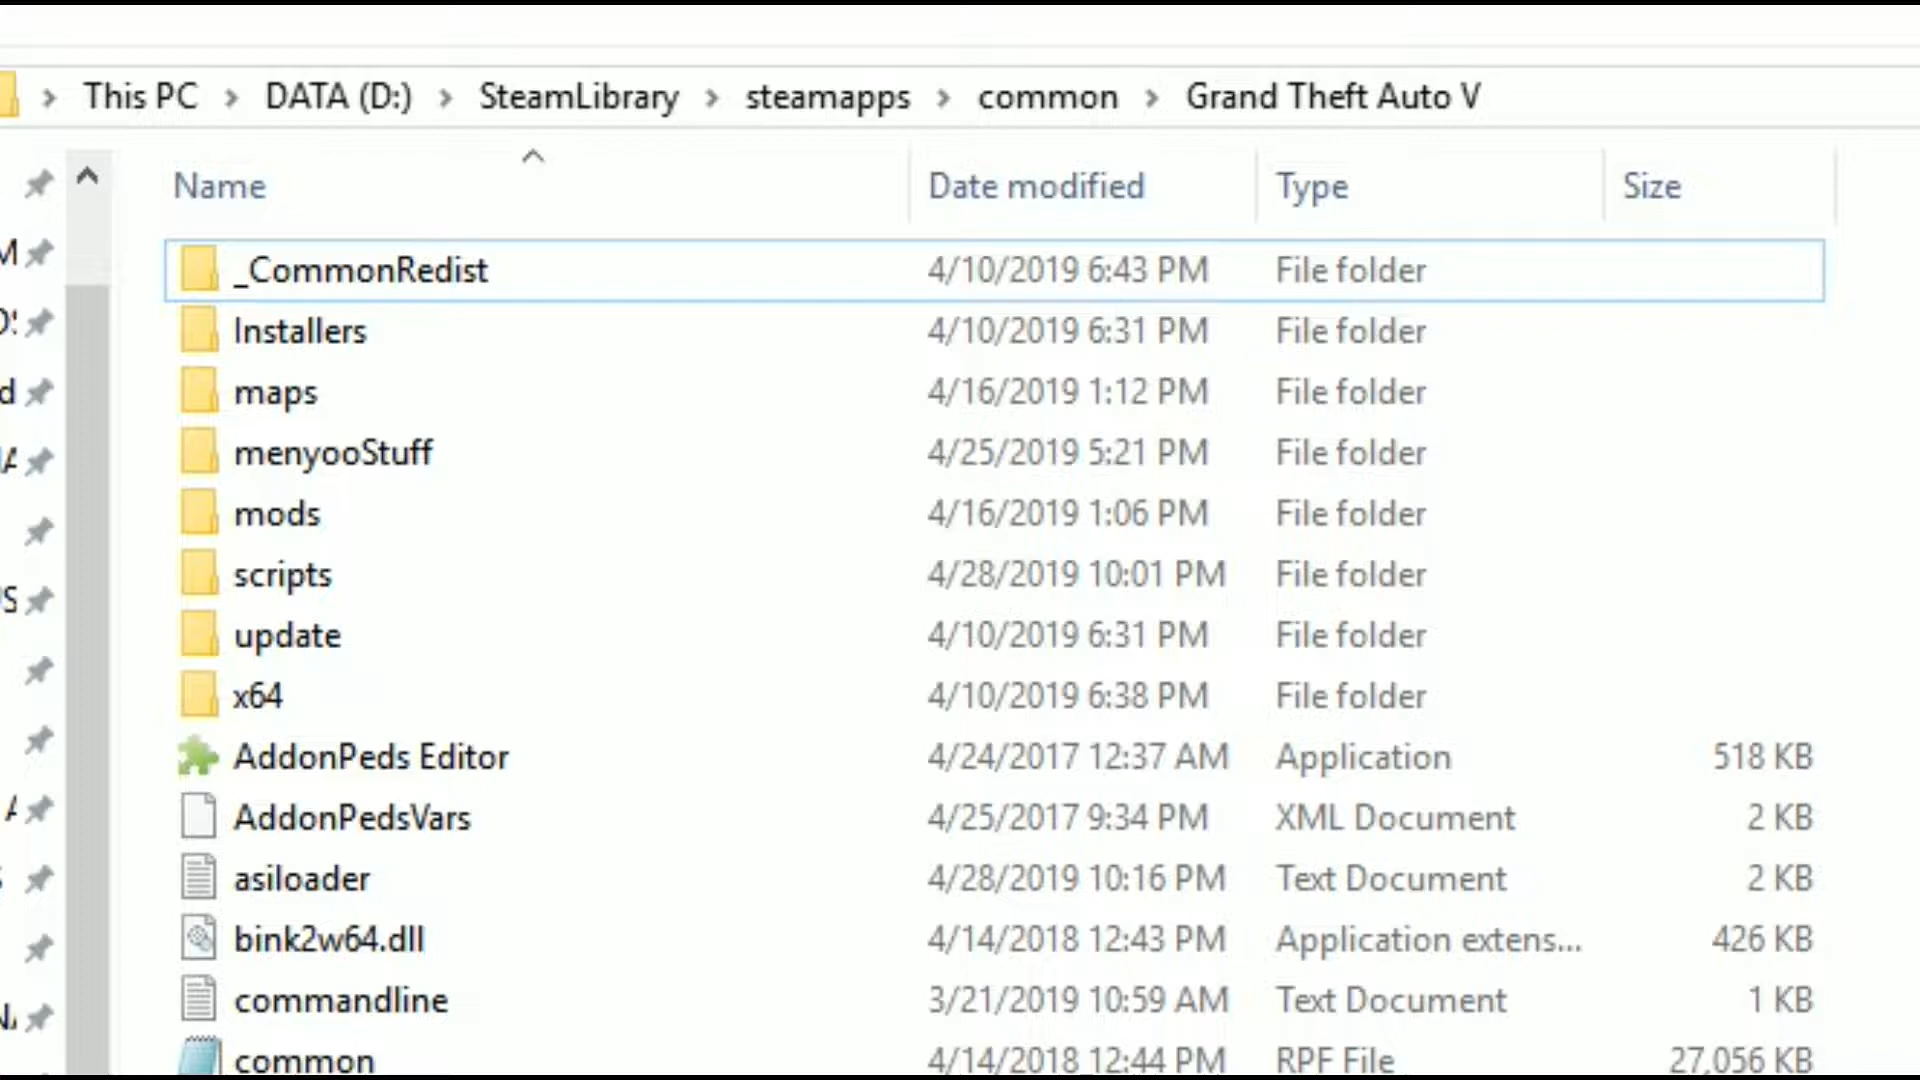 This PC > DATA (D:) > SteamLibrary > steamapps > common > Grand Theft Auto V
Name Date modified Type Size
_CommonRedist 4/10/2019 6:43 PM File folder
Installers 4/10/2019 6:31 PM File folder
maps 4/16/2019 1:12 PM File folder
menyooStuff 4/25/2019 5:21 PM File folder
mods 4/16/2019 1:06 PM File folder
scripts 4/28/2019 10:01 PM File folder
update 4/10/2019 6:31 PM File folder
x64 4/10/2019 6:38 PM File folder
AddonPeds Editor 4/24/2017 12:37 AM Application 518 KB
AddonPedsVars 4/25/2017 9:34 PM XML Document 2 KB
asiloader 4/28/2019 10:16 PM Text Document 2 KB
bink2w64.dll 4/14/2018 12:43 PM Application extens... 426 KB
commandline 3/21/2019 10:59 AM Text Document 1 KB
common 4/14/2018 12:44 PM RPF File 27,056 KB